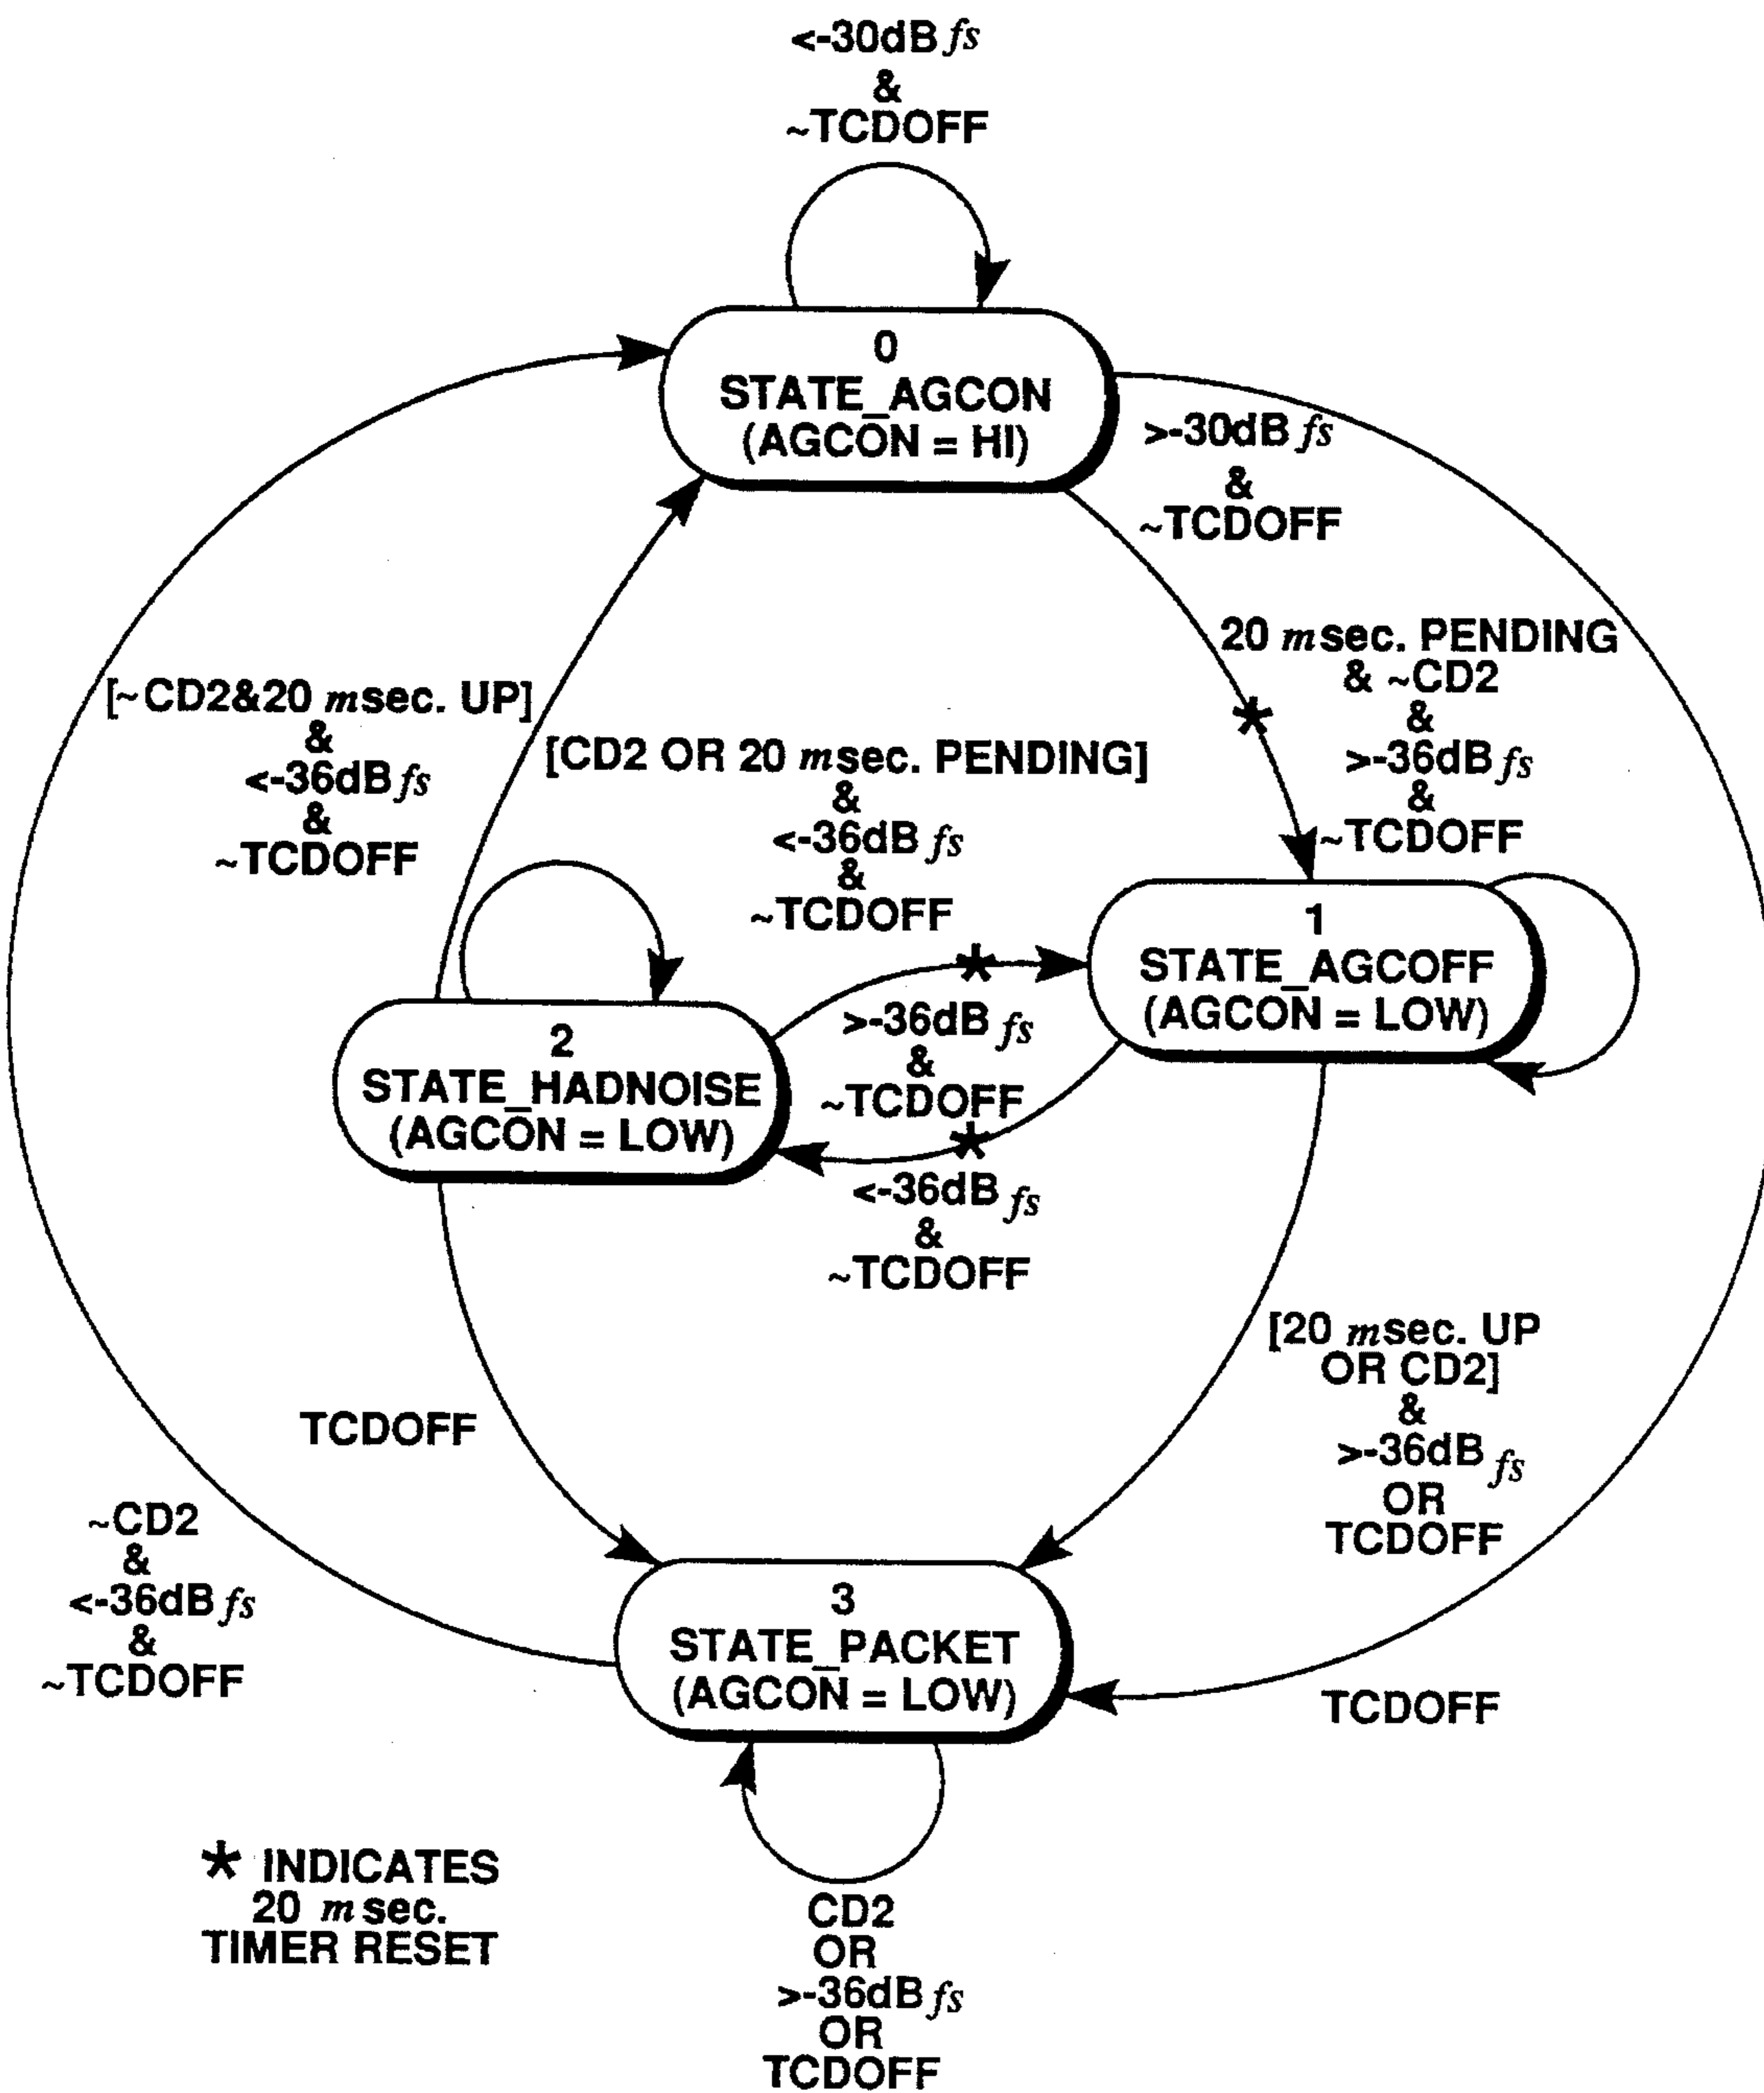 <-30dB fs
&
~TCDOFF
0
STATE_AGCON
(AGCON = HI)
>-30dB fs
&
~TCDOFF
20 msec. PENDING
& ~CD2
&
>-36dB fs
&
~TCDOFF
[~CD2&20 msec. UP]
&
<-36dB fs
&
~TCDOFF
[CD2 OR 20 msec. PENDING]
&
<-36dB fs
&
~TCDOFF
1
STATE_AGCOFF
(AGCON = LOW)
*
*
>-36dB fs
&
~TCDOFF
2
STATE_HADNOISE
(AGCON = LOW)
*
<-36dB fs
&
~TCDOFF
[20 msec. UP
OR CD2]
&
>-36dB fs
OR
TCDOFF
TCDOFF
~CD2
&
<-36dB fs
&
~TCDOFF
3
STATE_PACKET
(AGCON = LOW)
TCDOFF
* INDICATES
20 msec.
TIMER RESET
CD2
OR
>-36dB fs
OR
TCDOFF